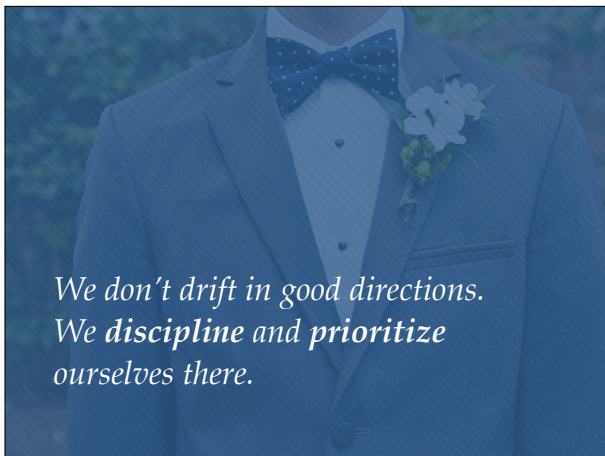 We don't drift in good directions.
We discipline and prioritize
ourselves there.